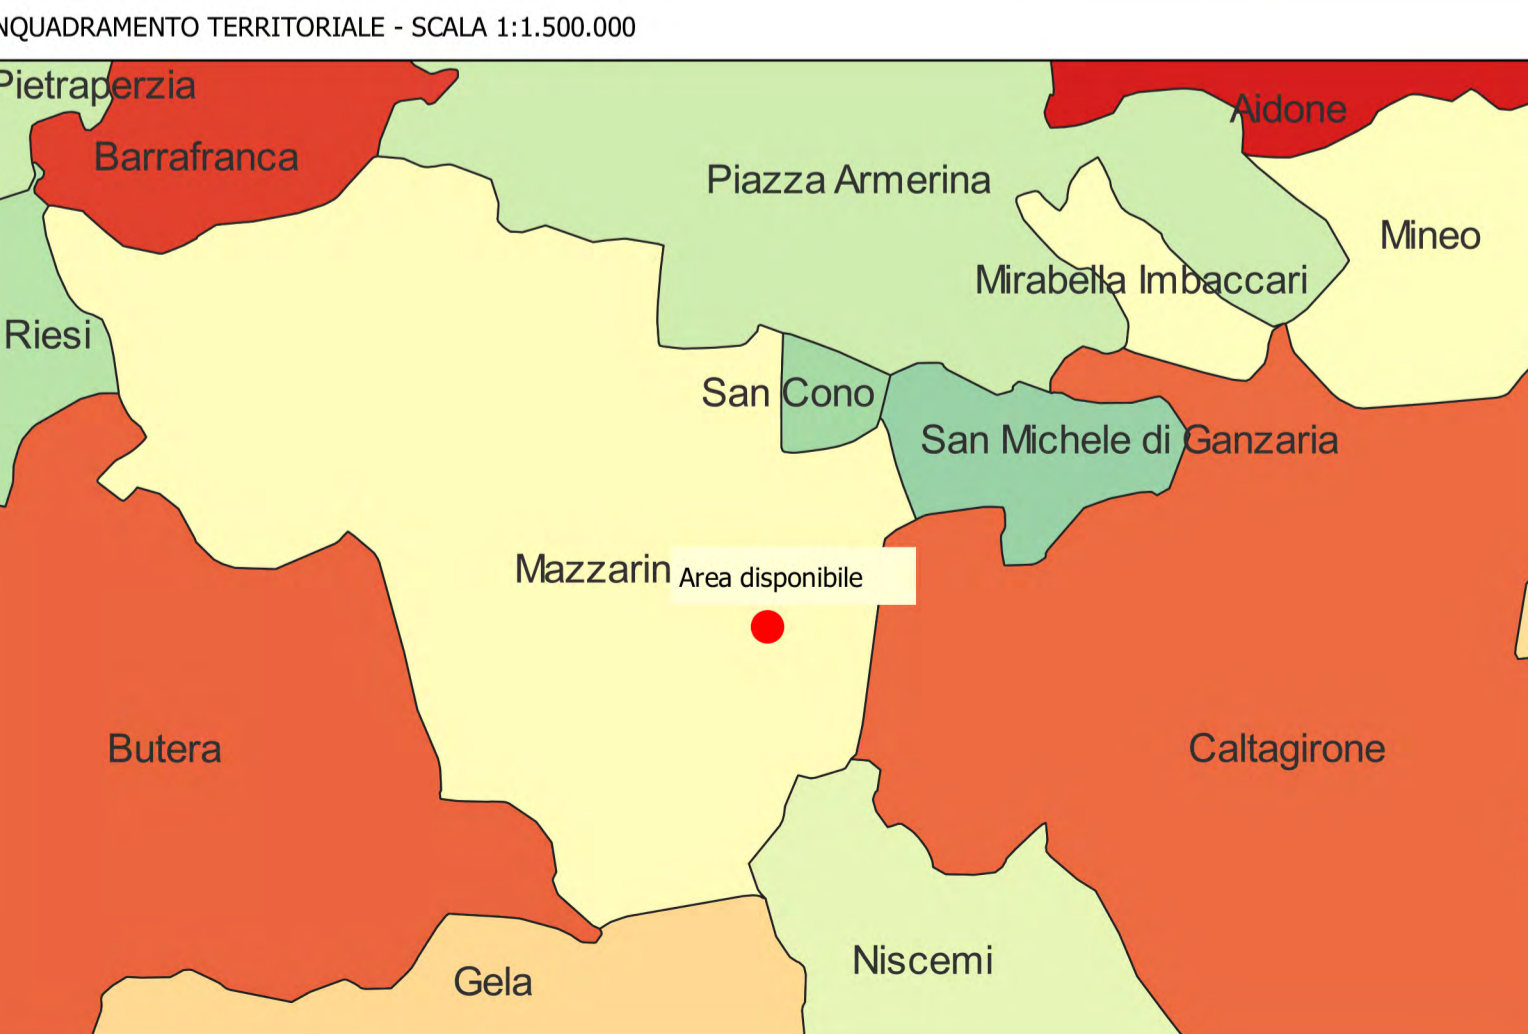 NQUADRAMENTO TERRITORIALE - SCALA 1:1.500.000
Pietraperzia
Aidone
Barrafranca
Piazza Armerina
Mineo
Mirabella Imbaccari
Riesi
San Cono
San Michele di Ganzaria
Mazzarin
Area disponibile
Butera
Caltagirone
Niscemi
Gela